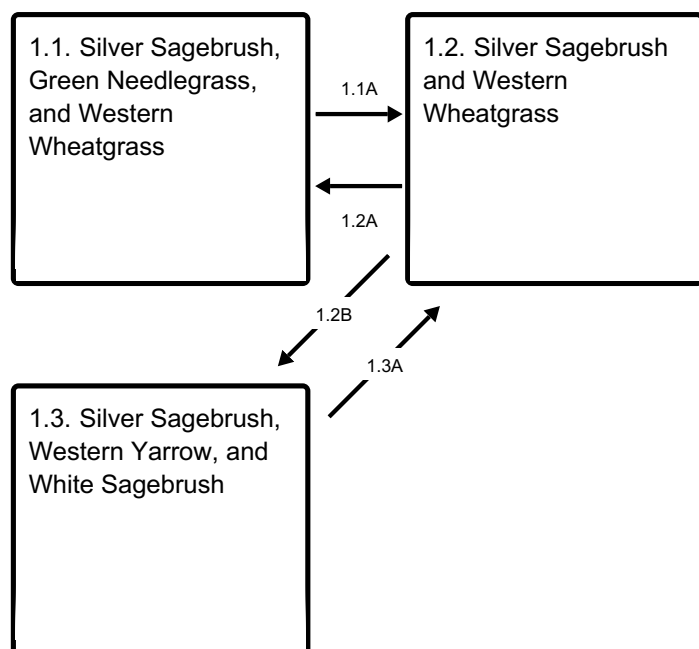 1.1. Silver Sagebrush,
Green Needlegrass,
and Western
Wheatgrass
1.1A
1.2. Silver Sagebrush
and Western
Wheatgrass
1.2A
1.2B
1.3A
1.3. Silver Sagebrush,
Western Yarrow, and
White Sagebrush